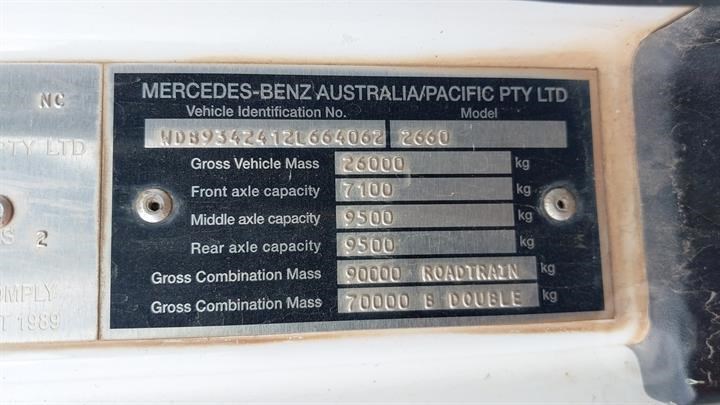 NC
PTY LTD
S 2
OMPLY
T 1989
MERCEDES-BENZ AUSTRALIA/PACIFIC PTY LTD
Vehicle Identification No. Model
WDB9342412L664062 2660
Gross Vehicle Mass 26000 kg
Front axle capacity 7100 kg
Middle axle capacity 9500 kg
Rear axle capacity 9500 kg
Gross Combination Mass 90000 ROADTRAIN kg
Gross Combination Mass 70000 B DOUBLE kg